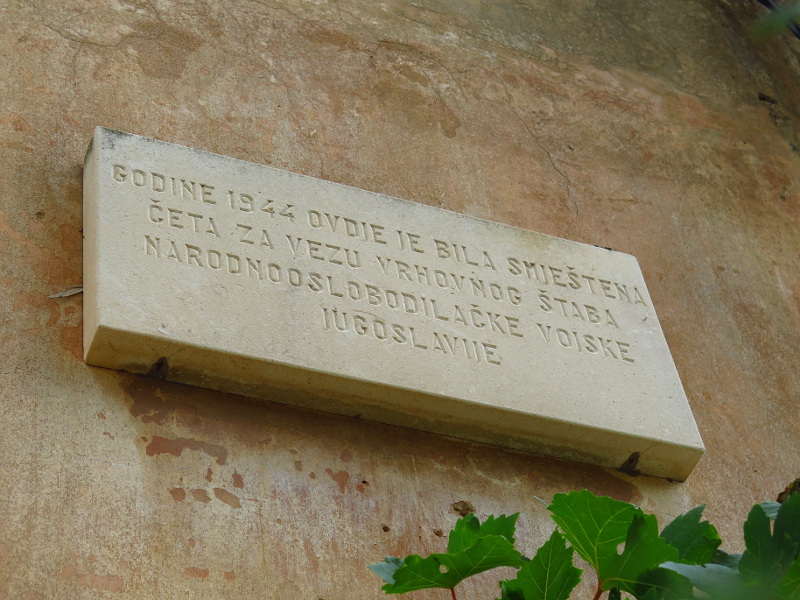 GODINE 1944 OVDJE JE BILA SMJEŠTENA
ČETA ZA VEZU VRHOVNOG ŠTABA
NARODNOOSLOBODILAČKE VOJSKE
JUGOSLAVIJE